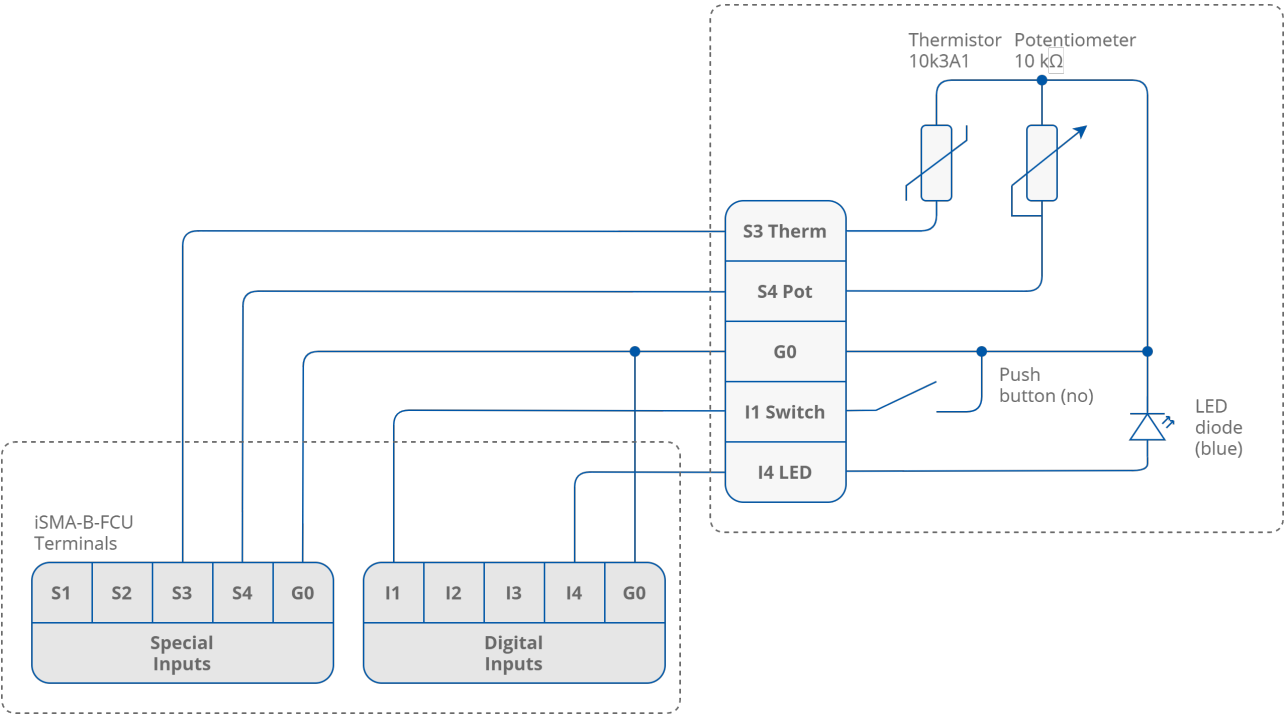 Thermistor
10k3A1
Potentiometer
10 kΩ
S3 Therm
S4 Pot
G0
I1 Switch
I4 LED
Push
button (no)
LED
diode
(blue)
iSMA-B-FCU
Terminals
S1
S2
S3
S4
G0
Special
Inputs
I1
I2
I3
I4
G0
Digital
Inputs